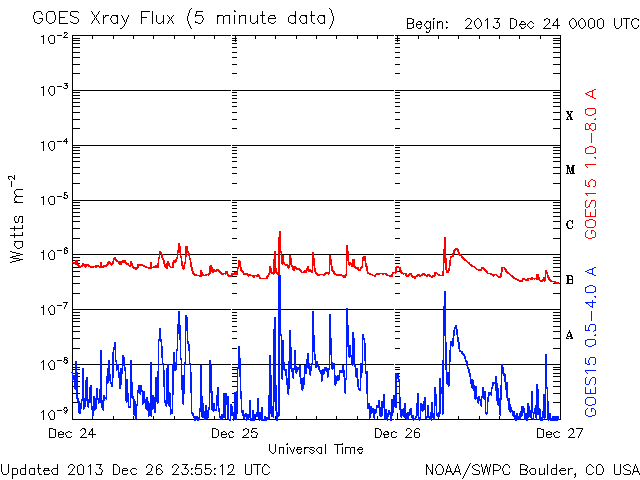 GOES Xray Flux (5 minute data)
Begin: 2013 Dec 24 0000 UTC
10-2
10-3
10-4
10-5
10-6
10-7
10-8
10-9
Watts m-2
X
M
C
B
A
GOES15 1.0-8.0 A
GOES15 0.5-4.0 A
Dec 24
Dec 25
Dec 26
Dec 27
Universal Time
Updated 2013 Dec 26 23:55:12 UTC
NOAA/SWPC Boulder, CO USA